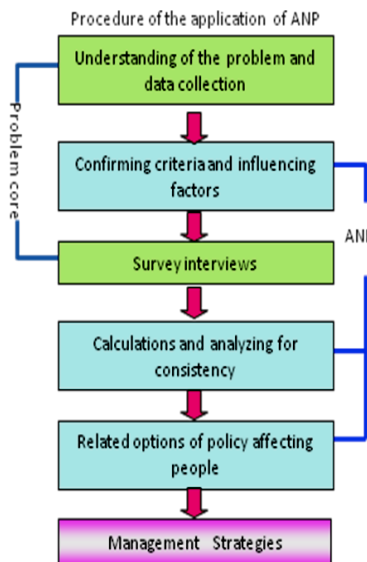 Procedure of the application of ANP
Understanding of the problem and
data collection
Problem core
Confirming criteria and influencing
factors
ANP
Survey interviews
Calculations and analyzing for
consistency
Related options of policy affecting
people
Management Strategies